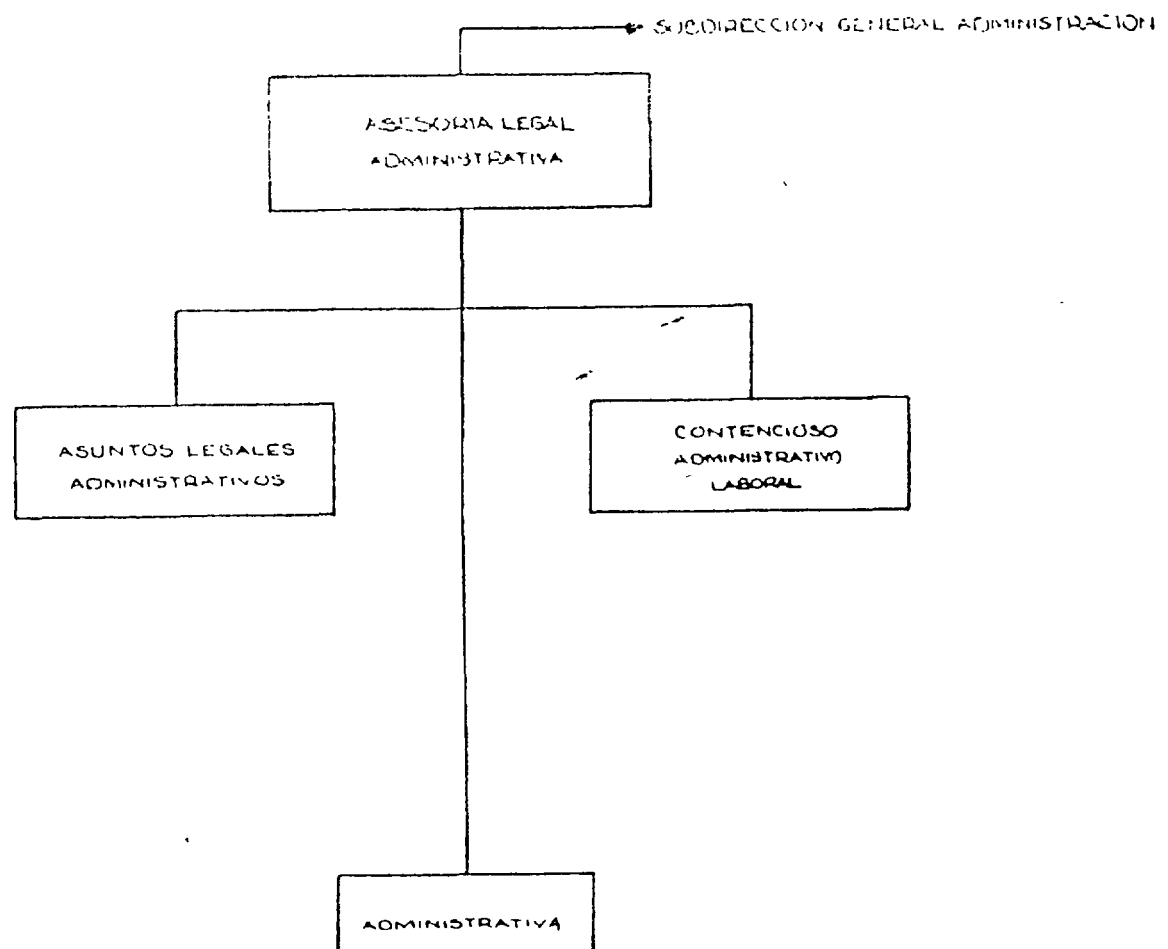 SUBDIRECCION GENERAL ADMINISTRACION
ASESORIA LEGAL
ADMINISTRATIVA
ASUNTOS LEGALES
ADMINISTRATIVOS
CONTENCIOSO
ADMINISTRATIVO
LABORAL
ADMINISTRATIVA